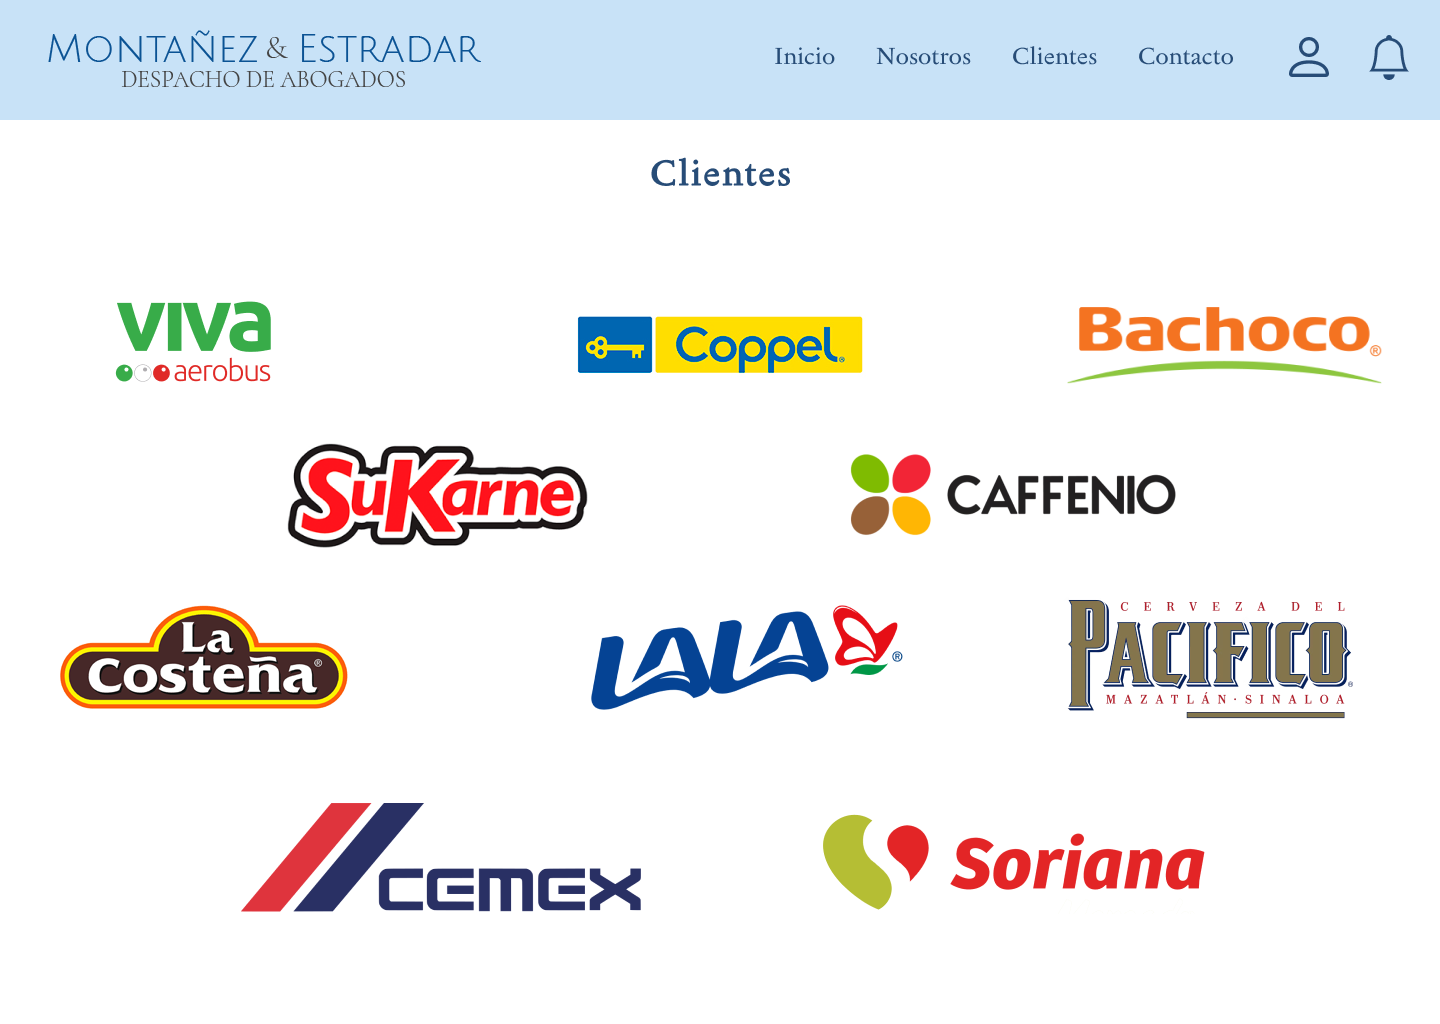 Montañez & Estradar
DESPACHO DE ABOGADOS
Inicio Nosotros Clientes Contacto
Clientes
viva
aerobus
Coppel®
Bachoco®
SuKarne
CAFFENIO
La
Costeña®
LALA®
CERVEZA DEL
PACIFICO®
MAZATLÁN·SINALOA
CEMEX
Soriana